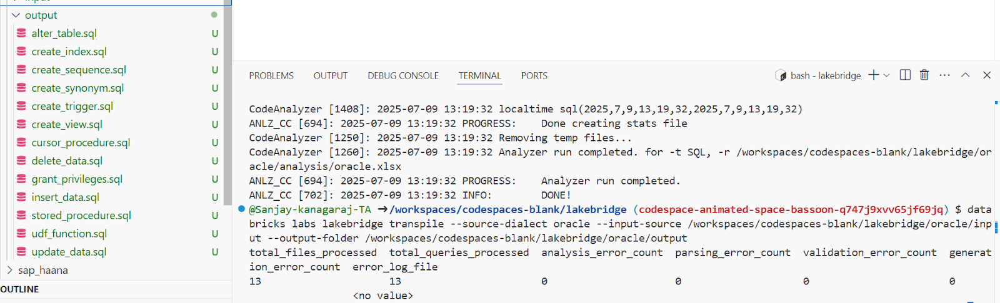 output
alter_table.sql U
create_index.sql U
create_sequence.sql U
create_synonym.sql U
create_trigger.sql U
create_view.sql U
cursor_procedure.sql U
delete_data.sql U
grant_privileges.sql U
insert_data.sql U
stored_procedure.sql U
udf_function.sql U
update_data.sql U
sap_haana
OUTLINE
PROBLEMS OUTPUT DEBUG CONSOLE TERMINAL PORTS bash - lakebridge
CodeAnalyzer [1408]: 2025-07-09 13:19:32 localtime sql(2025,7,9,13,19,32,2025,7,9,13,19,32)
ANLZ_CC [694]: 2025-07-09 13:19:32 PROGRESS: Done creating stats file
CodeAnalyzer [1250]: 2025-07-09 13:19:32 Removing temp files...
CodeAnalyzer [1260]: 2025-07-09 13:19:32 Analyzer run completed. for -t SQL, -r /workspaces/codespaces-blank/lakebridge/or
acle/analysis/oracle.xlsx
ANLZ_CC [694]: 2025-07-09 13:19:32 PROGRESS: Analyzer run completed.
ANLZ_CC [702]: 2025-07-09 13:19:32 INFO: DONE!
@Sanjay-kanagaraj-TA ➜/workspaces/codespaces-blank/lakebridge (codespace-animated-space-bassoon-q747j9xvv65jf69jq) $ data
bricks labs lakebridge transpile --source-dialect oracle --input-source /workspaces/codespaces-blank/lakebridge/oracle/inp
ut --output-folder /workspaces/codespaces-blank/lakebridge/oracle/output
total_files_processed total_queries_processed analysis_error_count parsing_error_count validation_error_count generat
ion_error_count error_log_file
13 13 0 0 0 0
<no value>